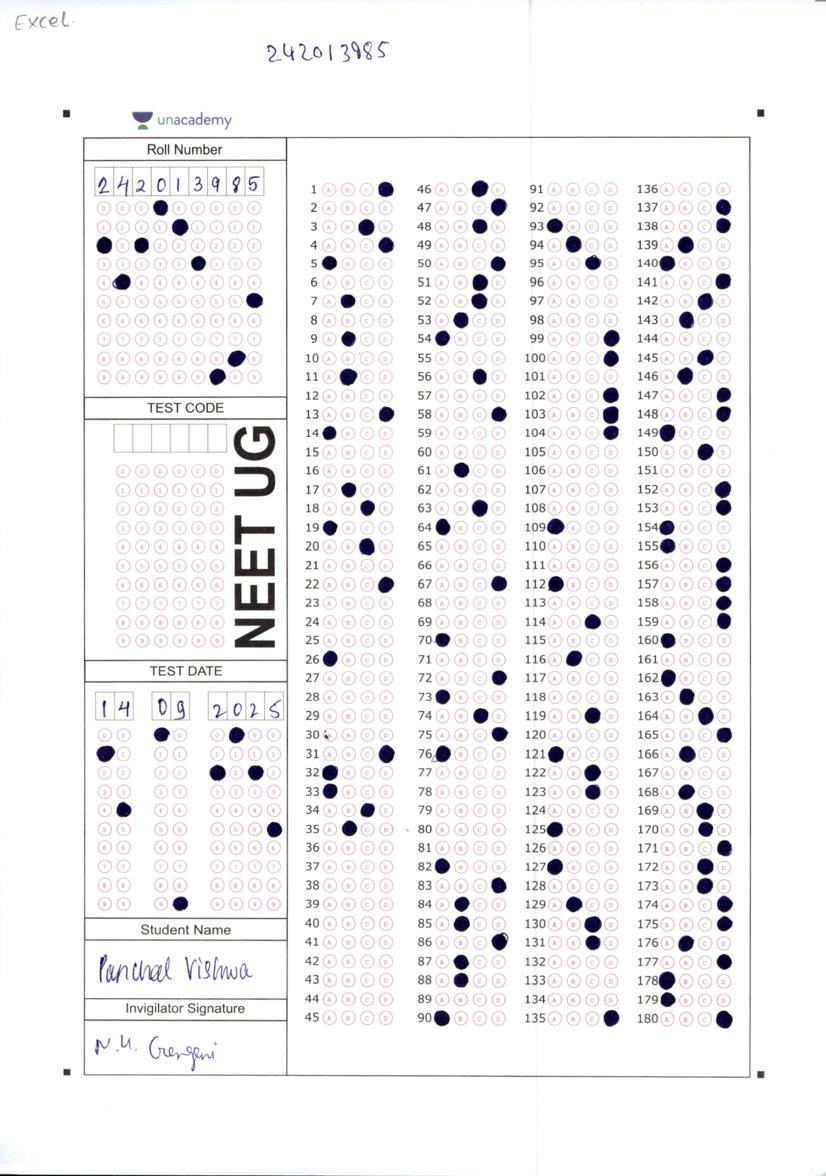 Excel.
242013985
unacademy
Roll Number
2 4 2 0 1 3 9 8 5
TEST CODE
NEET UG
TEST DATE
1 4 0 9 2 0 2 5
Student Name
Panchal Vishwa
Invigilator Signature
N.U.
1 46 91 136
2 47 92 137
3 48 93 138
4 49 94 139
5 50 95 140
6 51 96 141
7 52 97 142
8 53 98 143
9 54 99 144
10 55 100 145
11 56 101 146
12 57 102 147
13 58 103 148
14 59 104 149
15 60 105 150
16 61 106 151
17 62 107 152
18 63 108 153
19 64 109 154
20 65 110 155
21 66 111 156
22 67 112 157
23 68 113 158
24 69 114 159
25 70 115 160
26 71 116 161
27 72 117 162
28 73 118 163
29 74 119 164
30 75 120 165
31 76 121 166
32 77 122 167
33 78 123 168
34 79 124 169
35 80 125 170
36 81 126 171
37 82 127 172
38 83 128 173
39 84 129 174
40 85 130 175
41 86 131 176
42 87 132 177
43 88 133 178
44 89 134 179
45 90 135 180